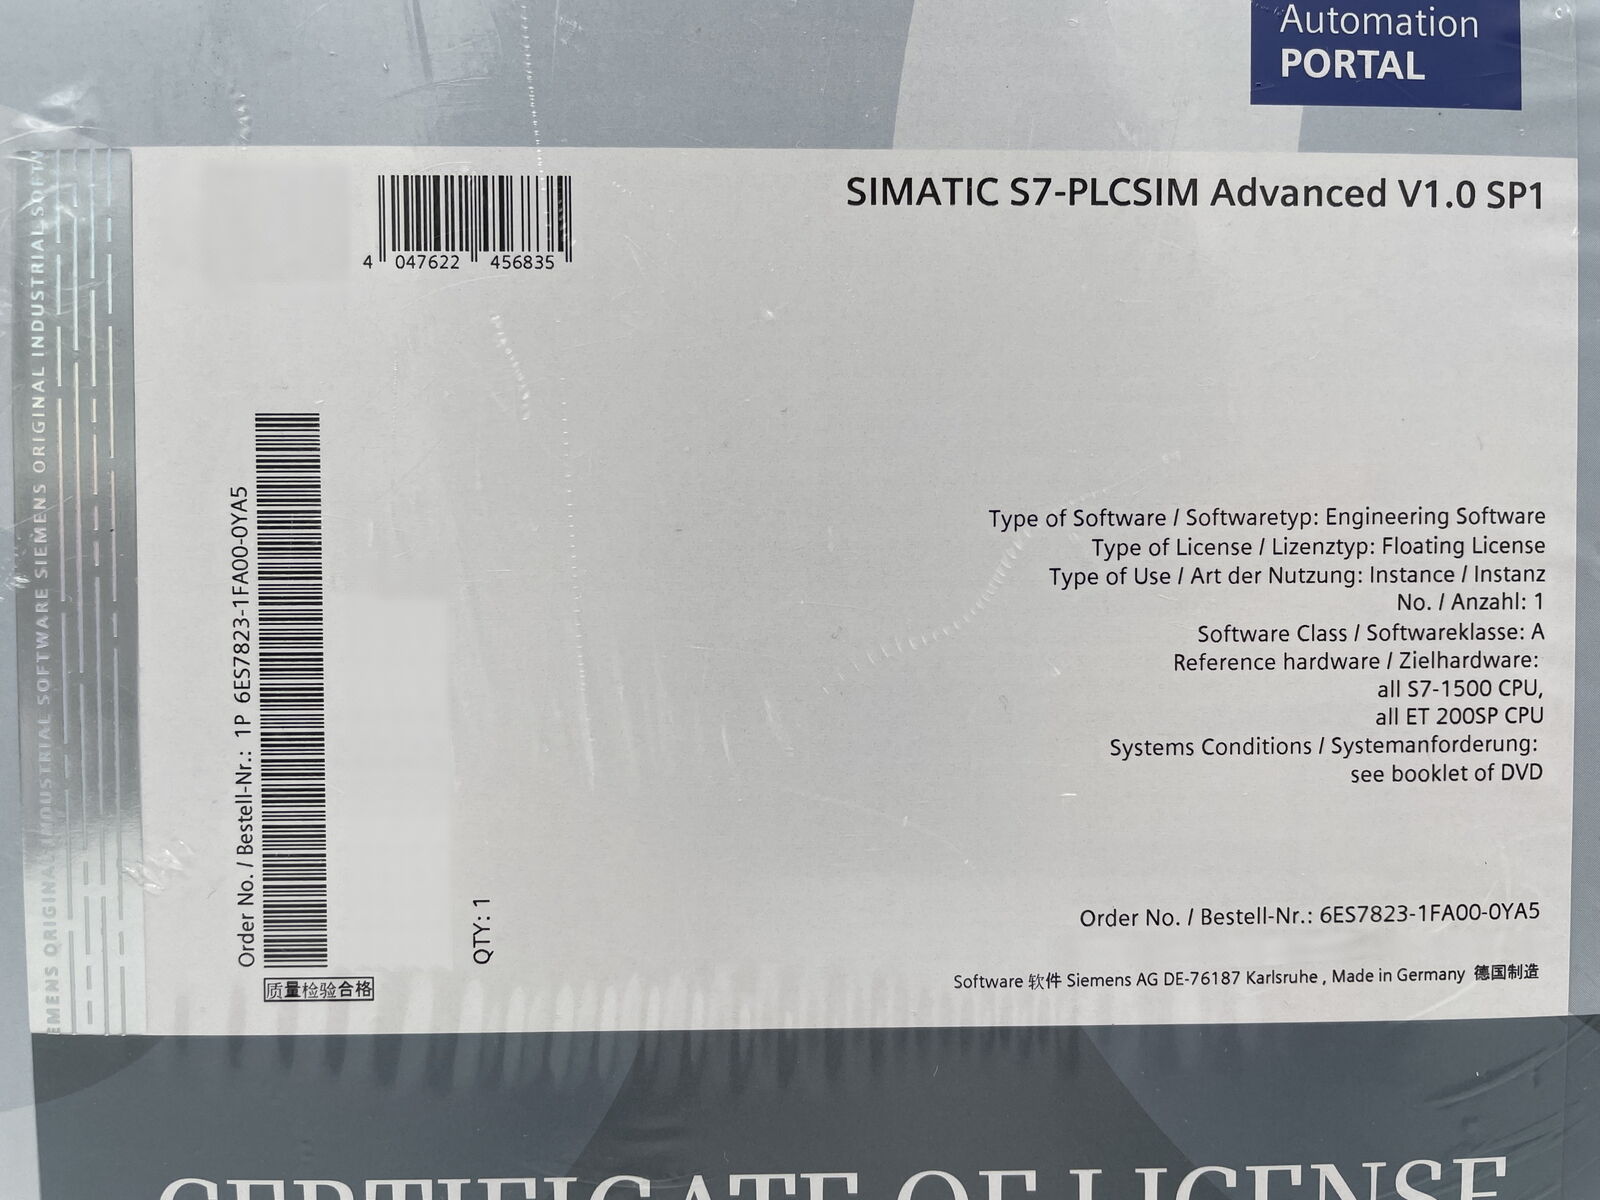 Automation
PORTAL
SIEMENS ORIGINAL INDUSTRIAL SOFTWARE SIEMENS ORIGINAL INDUSTRIAL
SIMATIC S7-PLCSIM Advanced V1.0 SP1
4 047622 456835
Order No. / Bestell-Nr.: 1P 6ES7823-1FA00-0YA5
QTY: 1
质量检验合格
Type of Software / Softwaretyp: Engineering Software
Type of License / Lizenztyp: Floating License
Type of Use / Art der Nutzung: Instance / Instanz
No. / Anzahl: 1
Software Class / Softwareklasse: A
Reference hardware / Zielhardware:
all S7-1500 CPU,
all ET 200SP CPU
Systems Conditions / Systemanforderung:
see booklet of DVD
Order No. / Bestell-Nr.: 6ES7823-1FA00-0YA5
Software 软件 Siemens AG DE-76187 Karlsruhe , Made in Germany 德国制造
CERTIFICATE OF LICENSE